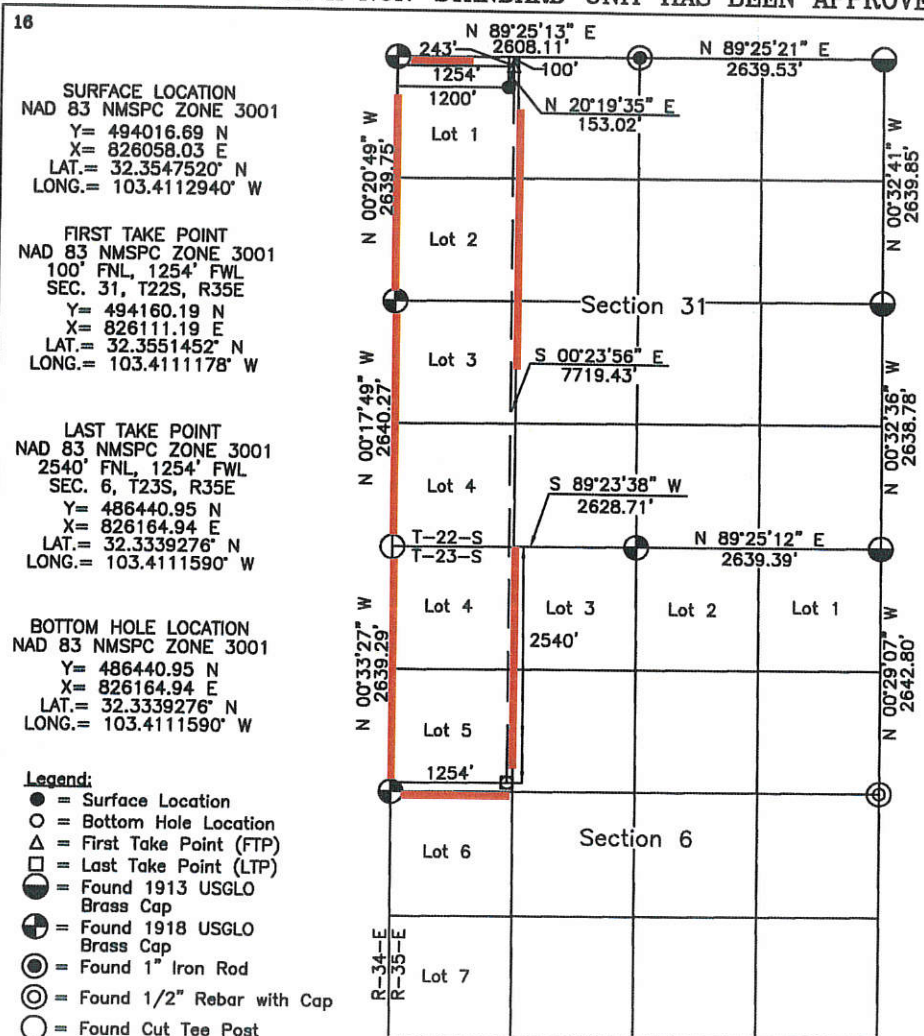 NON-STANDARD UNIT HAS BEEN APPROVE
16
SURFACE LOCATION
NAD 83 NMSPC ZONE 3001
Y= 494016.69 N
X= 826058.03 E
LAT.= 32.3547520° N
LONG.= 103.4112940° W
FIRST TAKE POINT
NAD 83 NMSPC ZONE 3001
100' FNL, 1254' FWL
SEC. 31, T22S, R35E
Y= 494160.19 N
X= 826111.19 E
LAT.= 32.3551452° N
LONG.= 103.4111178° W
LAST TAKE POINT
NAD 83 NMSPC ZONE 3001
2540' FNL, 1254' FWL
SEC. 6, T23S, R35E
Y= 486440.95 N
X= 826164.94 E
LAT.= 32.3339276° N
LONG.= 103.4111590° W
BOTTOM HOLE LOCATION
NAD 83 NMSPC ZONE 3001
Y= 486440.95 N
X= 826164.94 E
LAT.= 32.3339276° N
LONG.= 103.4111590° W
Legend:
= Surface Location
= Bottom Hole Location
= First Take Point (FTP)
= Last Take Point (LTP)
= Found 1913 USGLO
Brass Cap
= Found 1918 USGLO
Brass Cap
= Found 1" Iron Rod
= Found 1/2" Rebar with Cap
= Found Cut Tee Post
N 89°25'13" E
2608.11'
N 89°25'21" E
2639.53'
243'
100'
1254'
1200'
N 20°19'35" E
153.02'
N 00°20'49" W
2639.75'
N 00°32'41" W
2639.85'
Lot 1
Lot 2
Section 31
Lot 3
S 00°23'56" E
7719.43'
N 00°17'49" W
2640.27'
N 00°32'36" W
2638.78'
Lot 4
S 89°23'38" W
2628.71'
T-22-S
T-23-S
N 89°25'12" E
2639.39'
Lot 4
Lot 3
Lot 2
Lot 1
2540'
N 00°33'27" W
2639.29'
N 00°29'07" W
2642.80'
Lot 5
1254'
Section 6
Lot 6
R-34-E
R-35-E
Lot 7